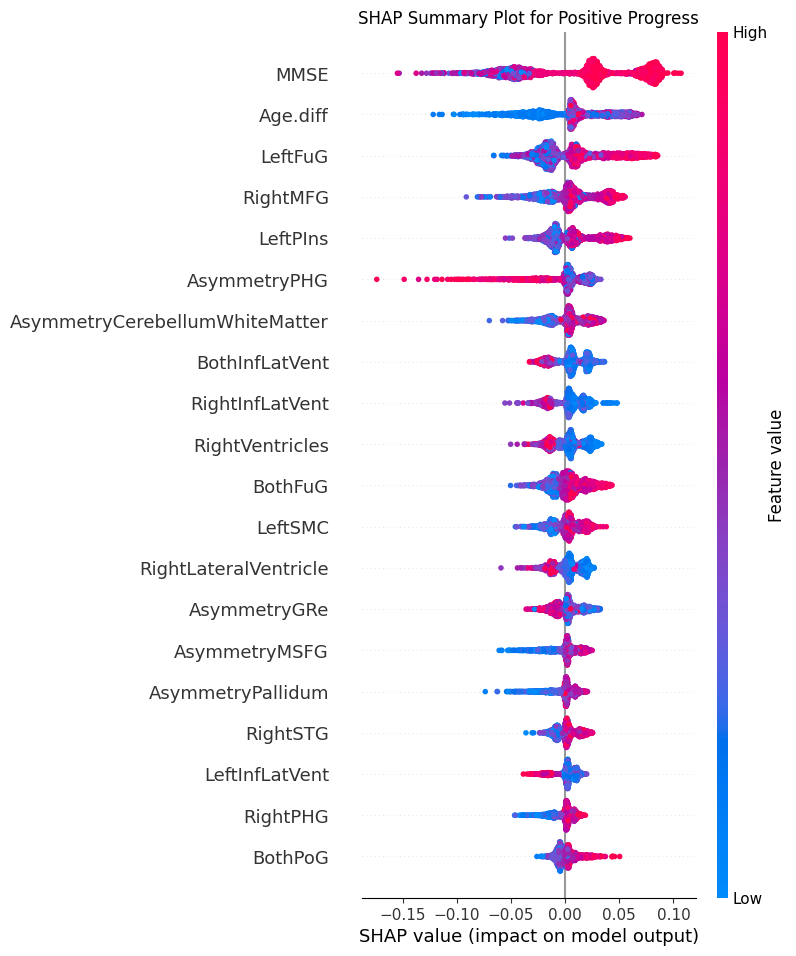 SHAP Summary Plot for Positive Progress
High
MMSE
Age.diff
LeftFuG
RightMFG
LeftPIns
AsymmetryPHG
AsymmetryCerebellumWhiteMatter
BothInfLatVent
RightInfLatVent
RightVentricles
BothFuG
LeftSMC
RightLateralVentricle
AsymmetryGRe
AsymmetryMSFG
AsymmetryPallidum
RightSTG
LeftInfLatVent
RightPHG
BothPoG
Feature value
Low
−0.15 −0.10 −0.05 0.00 0.05 0.10
SHAP value (impact on model output)